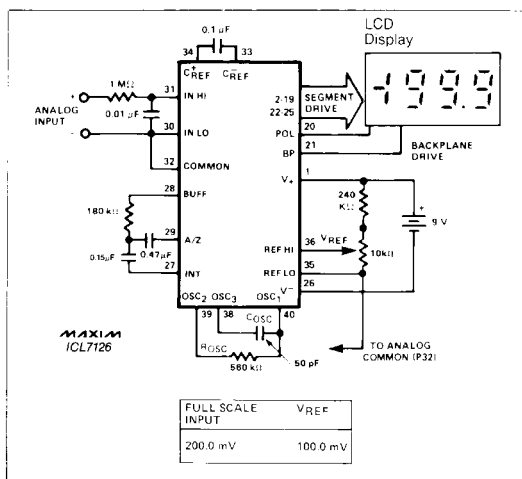 LCD
Display
0.1 μF
34 33
C+REF C-REF
1 MΩ
31 IN HI
ANALOG
INPUT
+
-
0.01 μF
30 IN LO
32 COMMON
28 BUFF
180 kΩ
29 A/Z
0.47μF
0.15μF
27 INT
2-19
22-25
SEGMENT
DRIVE
-199.9
20
POL
21
BP
BACKPLANE
DRIVE
V+ 1
240
KΩ
+
9 V
REF HI 36 VREF
10kΩ
REF LO 35
V- 26
OSC2 OSC3 OSC1
39 38 40
COSC
ROSC
50 pF
560 kΩ
MAXIM
ICL7126
TO ANALOG
COMMON (P32)
FULL SCALE
INPUT
VREF
200.0 mV 100.0 mV